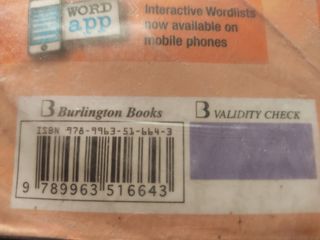 WORD
app
Interactive Wordlists
now available on
mobile phones
B Burlington Books
B VALIDITY CHECK
ISBN 978-9963-51-664-3
9 789963 516643